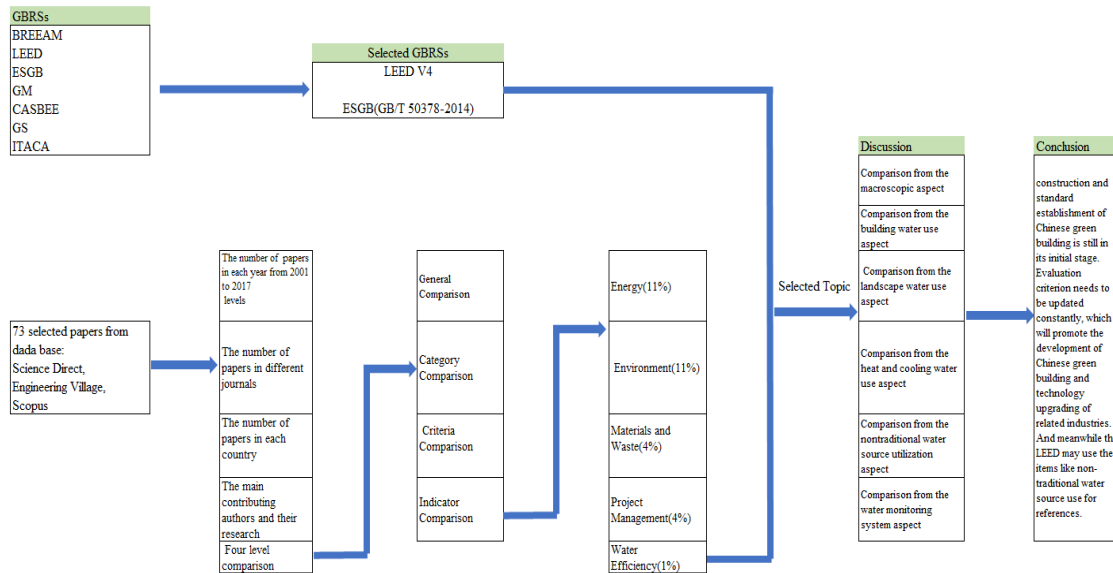 GBRSs
BREEAM
LEED
ESGB
GM
CASBEE
GS
ITACA
Selected GBRSs
LEED V4
ESGB(GB/T 50378-2014)
73 selected papers from
dada base:
Science Direct,
Engineering Village,
Scopus
The number of papers
in each year from 2001
to 2017
levels
The number of
papers in different
journals
The number of
papers in each
country
The main
contributing
authors and their
research
Four level
comparison
General
Comparison
Category
Comparison
Criteria
Comparison
Indicator
Comparison
Energy(11%)
Environment(11%)
Materials and
Waste(4%)
Project
Management(4%)
Water
Efficiency(1%)
Selected Topic
Discussion
Comparison from the
macroscopic aspect
Comparison from the
building water use
aspect
Comparison from the
landscape water use
aspect
Comparison from the
heat and cooling water
use aspect
Comparison from the
nontraditional water
source utilization
aspect
Comparison from the
water monitoring
system aspect
Conclusion
construction and
standard
establishment of
Chinese green
building is still in
its initial stage.
Evaluation
criterion needs to
be updated
constantly, which
will promote the
development of
Chinese green
building and
technology
upgrading of
related industries.
And meanwhile th
LEED may use the
items like non-
traditional water
source use for
references.